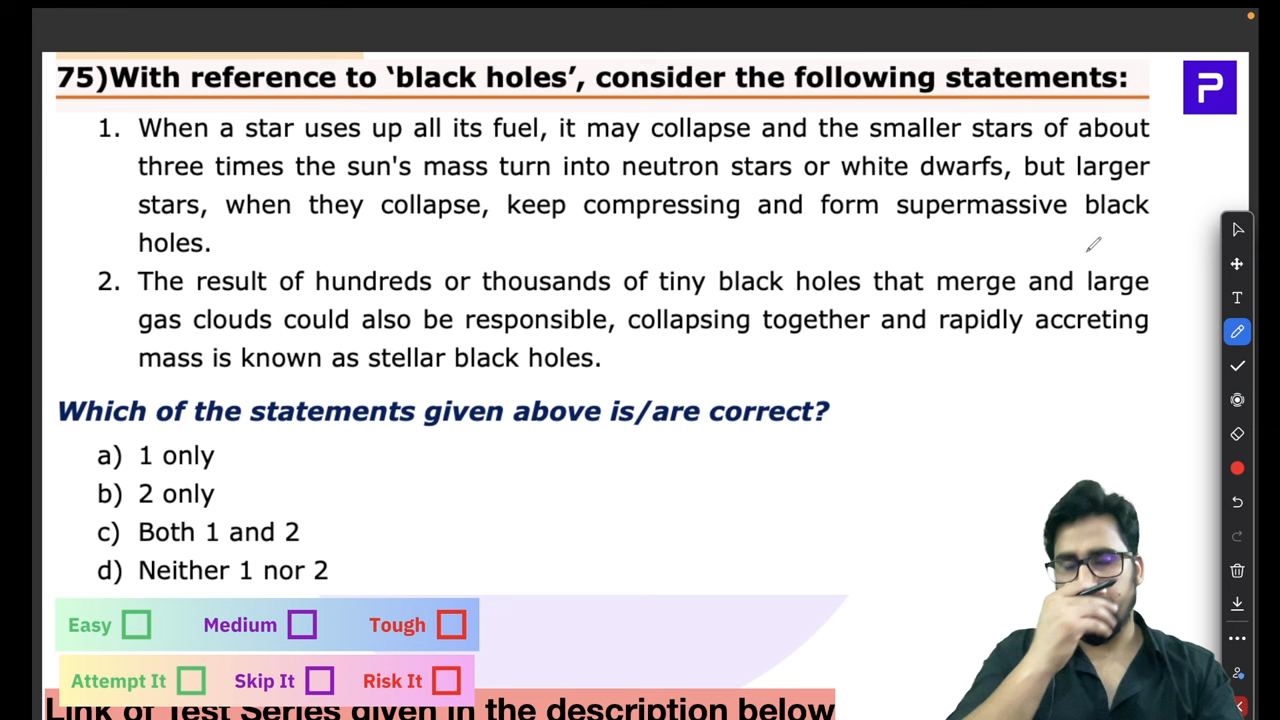 75)With reference to ‘black holes’, consider the following statements:
1. When a star uses up all its fuel, it may collapse and the smaller stars of about
three times the sun's mass turn into neutron stars or white dwarfs, but larger
stars, when they collapse, keep compressing and form supermassive black
holes.
2. The result of hundreds or thousands of tiny black holes that merge and large
gas clouds could also be responsible, collapsing together and rapidly accreting
mass is known as stellar black holes.
Which of the statements given above is/are correct?
a) 1 only
b) 2 only
c) Both 1 and 2
d) Neither 1 nor 2
Easy Medium Tough
Attempt It Skip It Risk It
Link of Test Series given in the description below
P
T